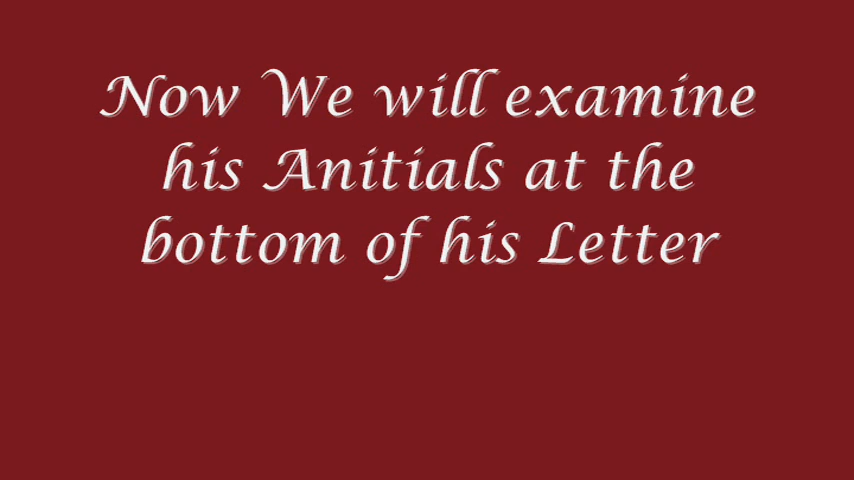 Now We will examine
his Anitials at the
bottom of his Letter